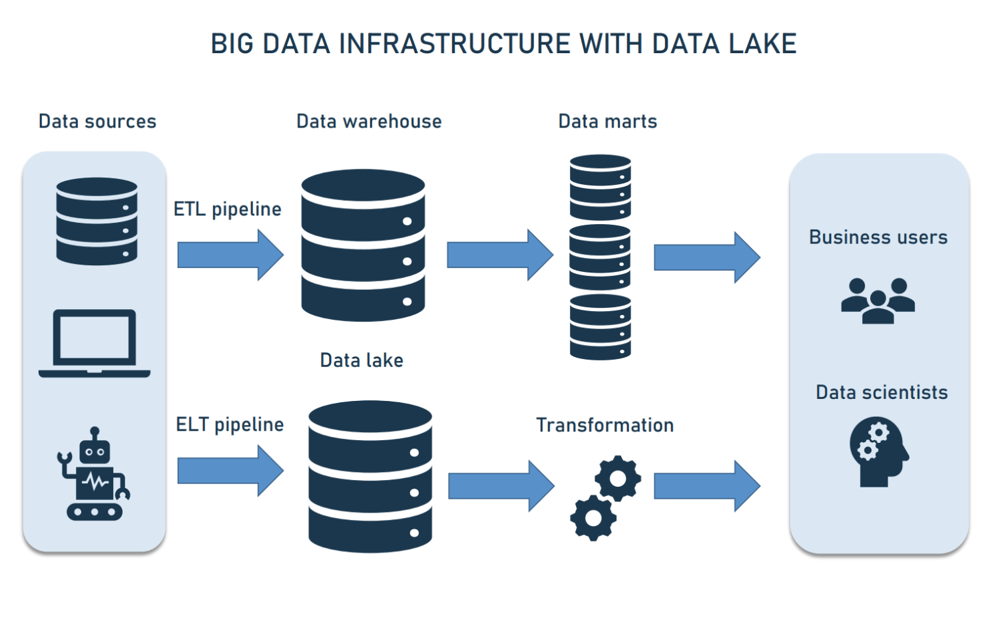 BIG DATA INFRASTRUCTURE WITH DATA LAKE
Data sources
Data warehouse
Data marts
ETL pipeline
Business users
Data lake
Data scientists
ELT pipeline
Transformation